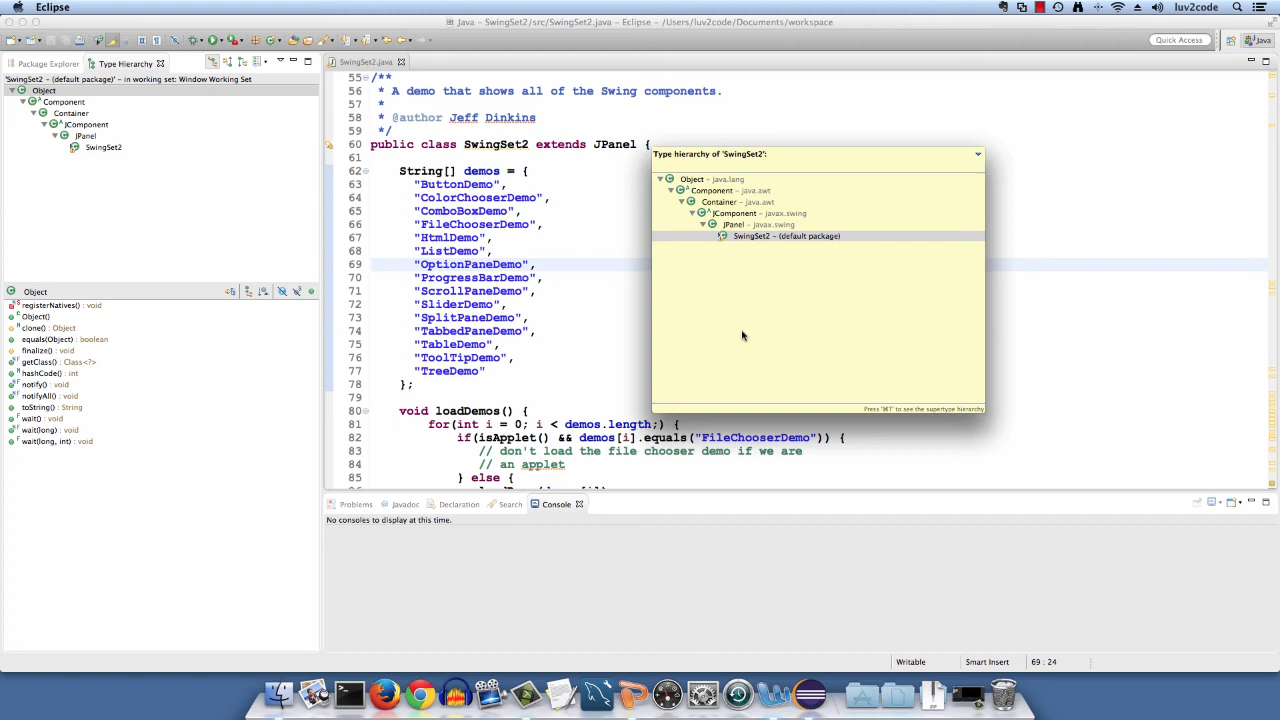 Eclipse
luv2code
Java – SwingSet2/src/SwingSet2.java – Eclipse – /Users/luv2code/Documents/workspace
Quick Access
Java
Package Explorer
Type Hierarchy
SwingSet2.java
'SwingSet2 – (default package)' – in working set: Window Working Set
Object
Component
Container
JComponent
JPanel
SwingSet2
Object
registerNatives() : void
Object()
clone() : Object
equals(Object) : boolean
finalize() : void
getClass() : Class<?>
hashCode() : int
notify() : void
notifyAll() : void
toString() : String
wait() : void
wait(long) : void
wait(long, int) : void
55 /**
56 * A demo that shows all of the Swing components.
57 *
58 * @author Jeff Dinkins
59 */
60 public class SwingSet2 extends JPanel {
61
62 String[] demos = {
63 "ButtonDemo",
64 "ColorChooserDemo",
65 "ComboBoxDemo",
66 "FileChooserDemo",
67 "HtmlDemo",
68 "ListDemo",
69 "OptionPaneDemo",
70 "ProgressBarDemo",
71 "ScrollPaneDemo",
72 "SliderDemo",
73 "SplitPaneDemo",
74 "TabbedPaneDemo",
75 "TableDemo",
76 "ToolTipDemo",
77 "TreeDemo"
78 };
79
80 void loadDemos() {
81 for(int i = 0; i < demos.length;) {
82 if(isApplet() && demos[i].equals("FileChooserDemo")) {
83 // don't load the file chooser demo if we are
84 // an applet
85 } else {
Type hierarchy of 'SwingSet2':
Object – java.lang
Component – java.awt
Container – java.awt
JComponent – javax.swing
JPanel – javax.swing
SwingSet2 – (default package)
Press '⌘T' to see the supertype hierarchy
Problems
Javadoc
Declaration
Search
Console
No consoles to display at this time.
Writable
Smart Insert
69 : 24
ZIP